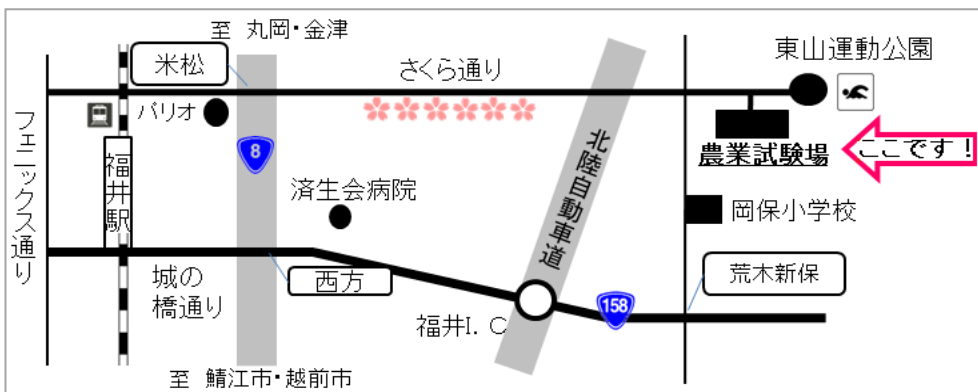 至 丸岡・金津
米松
さくら通り
東山運動公園
パリオ
フェニックス通り
8
北陸自動車道
農業試験場
ここです！
福井駅
済生会病院
岡保小学校
城の
橋通り
西方
荒木新保
158
福井I. C
至 鯖江市・越前市